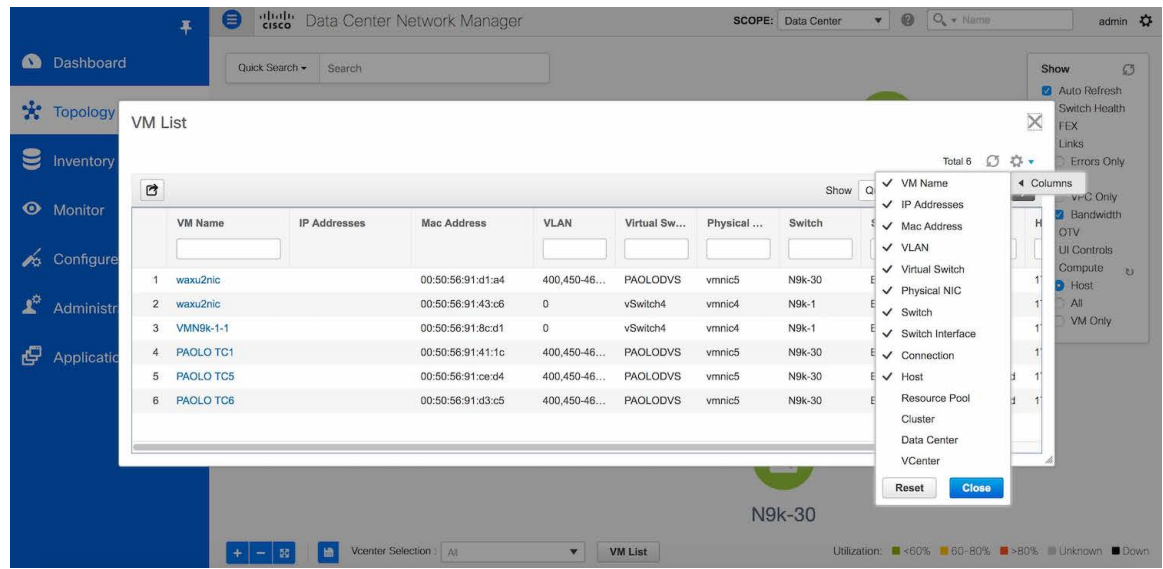 cisco Data Center Network Manager
SCOPE: Data Center
Name
admin
Dashboard
Topology
Inventory
Monitor
Configure
Administr
Applicatio
Quick Search
Search
Show
Auto Refresh
Switch Health
FEX
Links
Errors Only
VPC Only
Bandwidth
OTV
UI Controls
Compute
Host
All
VM Only
VM List
Total 6
Show
Columns
VM Name IP Addresses Mac Address VLAN Virtual Sw... Physical ... Switch
1 waxu2nic 00:50:56:91:d1:a4 400,450-46... PAOLODVS vmnic5 N9k-30
2 waxu2nic 00:50:56:91:43:c6 0 vSwitch4 vmnic4 N9k-1
3 VMN9k-1-1 00:50:56:91:8c:d1 0 vSwitch4 vmnic4 N9k-1
4 PAOLO TC1 00:50:56:91:41:1c 400,450-46... PAOLODVS vmnic5 N9k-30
5 PAOLO TC5 00:50:56:91:ce:d4 400,450-46... PAOLODVS vmnic5 N9k-30
6 PAOLO TC6 00:50:56:91:d3:c5 400,450-46... PAOLODVS vmnic5 N9k-30
VM Name
IP Addresses
Mac Address
VLAN
Virtual Switch
Physical NIC
Switch
Switch Interface
Connection
Host
Resource Pool
Cluster
Data Center
VCenter
Reset Close
N9k-30
Vcenter Selection : All
VM List
Utilization: <60% 60-80% >80% Unknown Down